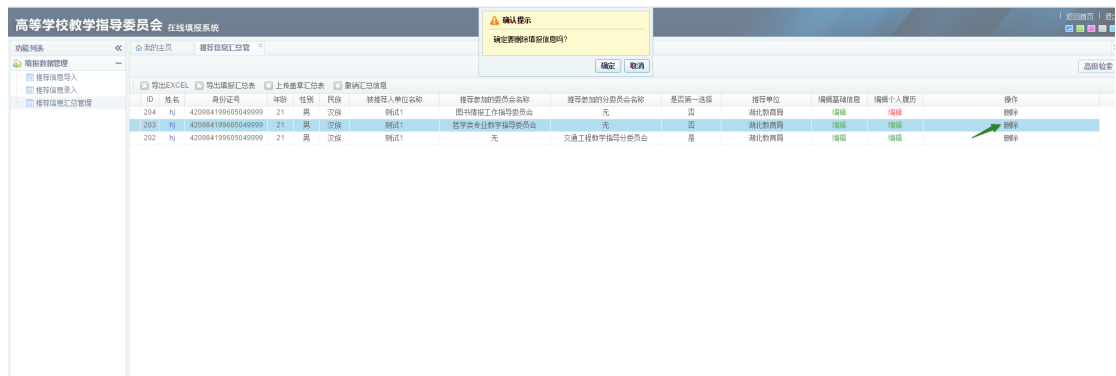 高等学校教学指导委员会 在线填报系统
返回首页
功能列表
我的主页 推荐信息汇总管
填报数据管理
推荐信息导入
推荐信息录入
推荐信息汇总管理
确认提示
确定要删除填报信息吗?
确定 取消
高级检索
导出EXCEL 导出填报汇总表 上传盖章汇总表 撤销汇总信息
ID 姓名 身份证号 年龄 性别 民族 被推荐人单位名称 推荐参加的委员会名称 推荐参加的分委员会名称 是否第一选择 推荐单位 编辑基础信息 编辑个人履历 操作
204 hj 420984199605049999 21 男 汉族 测试1 图书情报工作指导委员会 无 否 湖北教育局 编辑 编辑 删除
203 hj 420984199605049999 21 男 汉族 测试1 哲学类专业教学指导委员会 无 否 湖北教育局 编辑 编辑 删除
202 hj 420984199605049999 21 男 汉族 测试1 无 交通工程教学指导分委员会 是 湖北教育局 编辑 编辑 删除